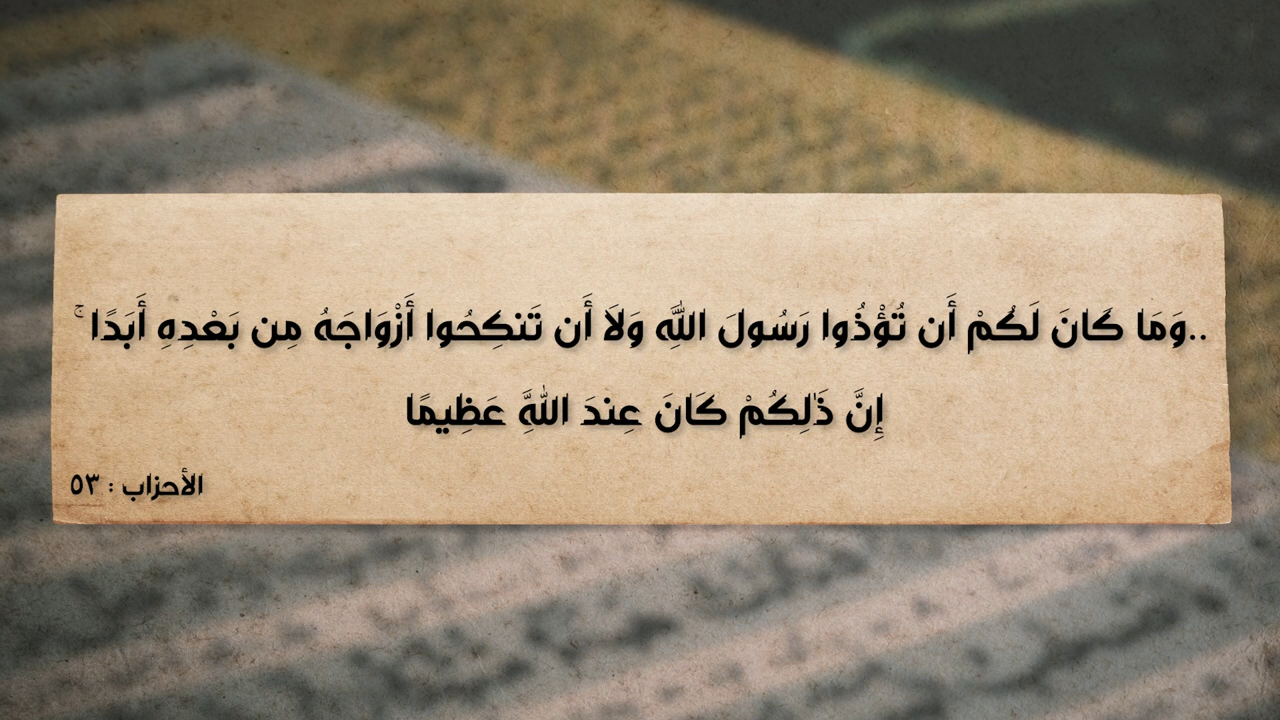 ..وَمَا كَانَ لَكُمْ أَن تُؤْذُوا رَسُولَ اللَّهِ وَلَا أَن تَنكِحُوا أَزْوَاجَهُ مِن بَعْدِهِ أَبَدًا ۚ
إِنَّ ذَٰلِكُمْ كَانَ عِندَ اللَّهِ عَظِيمًا
الأحزاب : ٥٣